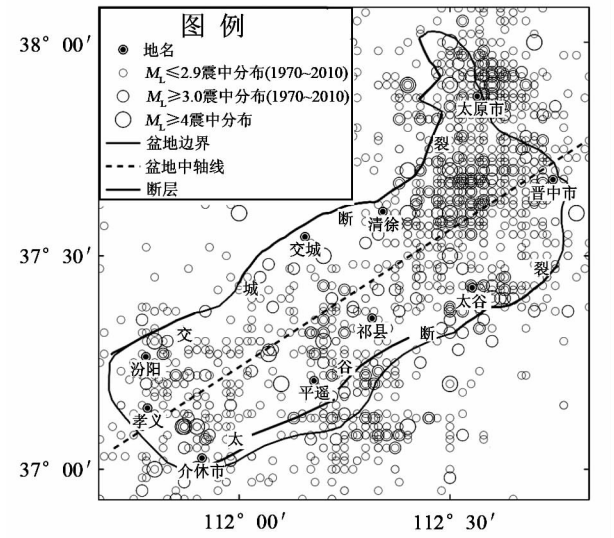 图 例
地名
ML≤2.9震中分布(1970~2010)
ML≥3.0震中分布(1970~2010)
ML≥4震中分布
盆地边界
盆地中轴线
断层
38° 00′
37° 30′
37° 00′
112° 00′
112° 30′
太原市
晋中市
清徐
交城
太谷
祁县
平遥
汾阳
孝义
介休市
交
城
断
裂
太
谷
断
裂